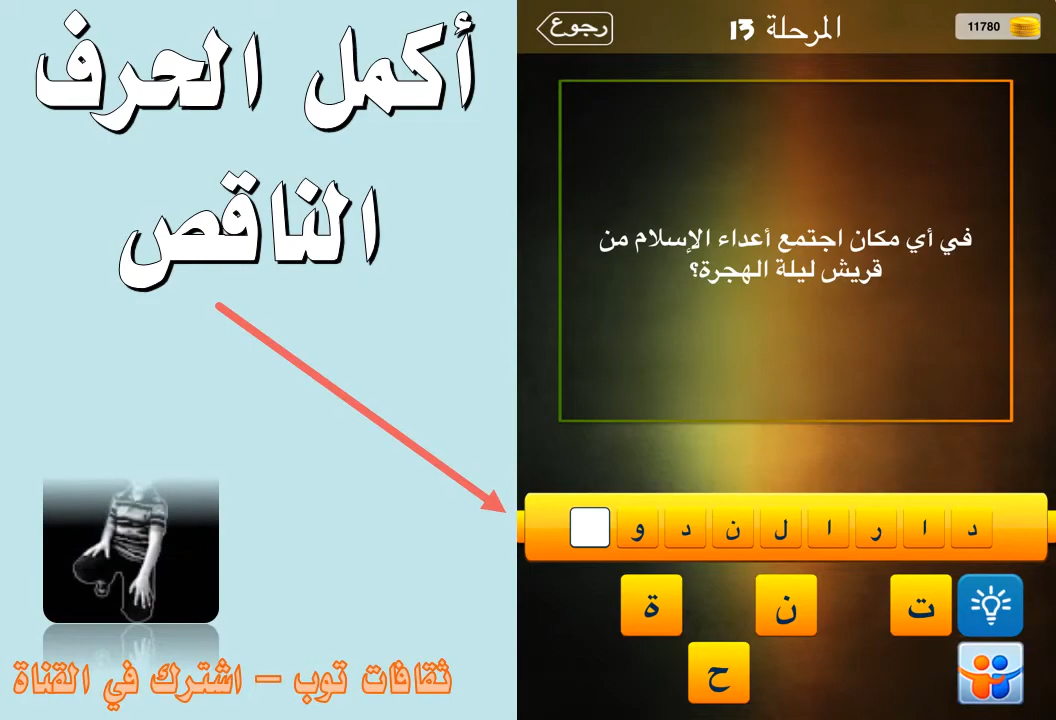 أكمل الحرف
الناقص
ثقافات توب – اشترك في القناة
رجوع
المرحلة 13
11780
في أي مكان اجتمع أعداء الإسلام من
قريش ليلة الهجرة؟
د ا ر ا ل ن د و
ت ن ة
ح